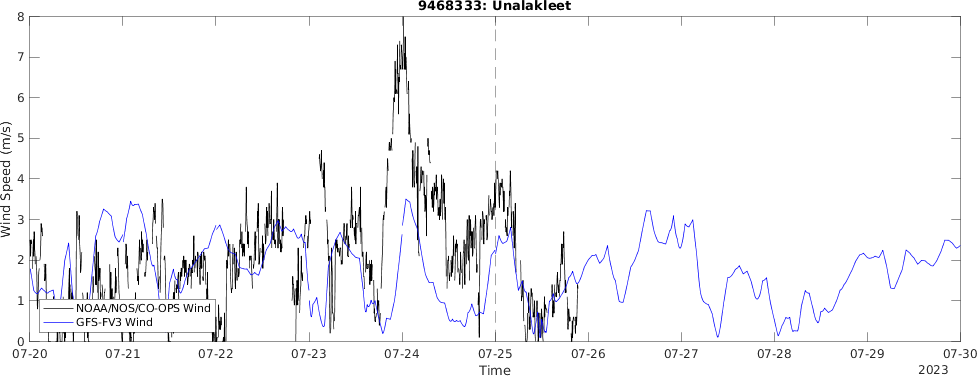 9468333: Unalakleet
8
7
6
5
4
3
2
1
0
Wind Speed (m/s)
NOAA/NOS/CO-OPS Wind
GFS-FV3 Wind
07-20 07-21 07-22 07-23 07-24 07-25 07-26 07-27 07-28 07-29 07-30
Time
2023